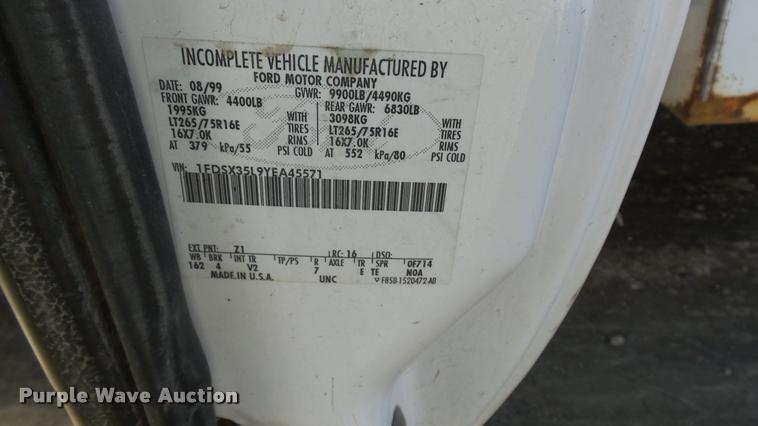 INCOMPLETE VEHICLE MANUFACTURED BY
FORD MOTOR COMPANY
DATE: 08/99 GVWR: 9900LB/4490KG
FRONT GAWR: 4400LB REAR GAWR: 6830LB
1995KG WITH 3098KG WITH
LT265/75R16E TIRES LT265/75R16E TIRES
16X7.0K RINS 16X7.0K RINS
AT 379 kPa/55 PSI COLD AT 552 kPa/80 PSI COLD
VIN: 1FDSX35L9YEA45571
EXT PNT: Z1 RC: 16 DSO:
WB BRK INT TR TP/PS R AXLE TR SPR 0F714
162 4 V2 7 E TE N0A
MADE IN U.S.A. UNC F85B-1520472-AB
Purple Wave Auction